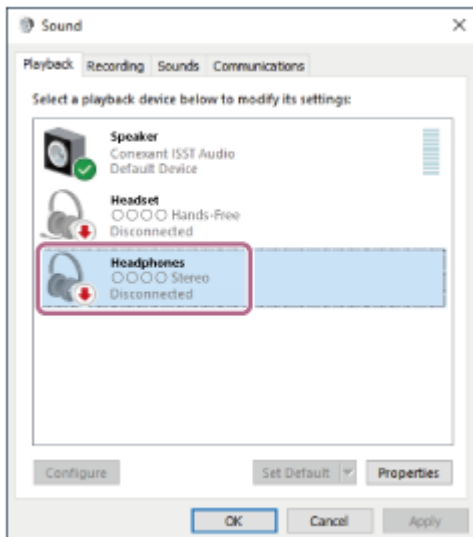 Sound
Playback Recording Sounds Communications
Select a playback device below to modify its settings:
Speaker
Conexant ISST Audio
Default Device
Headset
○○○○ Hands-Free
Disconnected
Headphones
○○○○ Stereo
Disconnected
Configure Set Default Properties
OK Cancel Apply